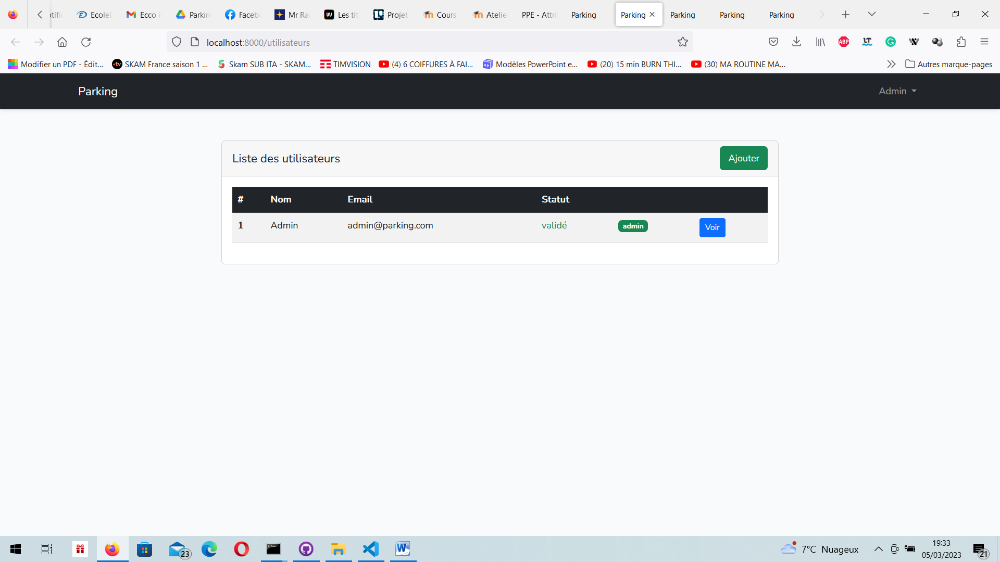 otific EcoleD Ecco i Parkin Facebo Mr Ra Les tit Projet Cours Atelie PPE - Attri Parking Parking Parking Parking Parking
localhost:8000/utilisateurs
Modifier un PDF - Édit... SKAM France saison 1 ... Skam SUB ITA - SKAM... TIMVISION (4) 6 COIFFURES À FAI... Modèles PowerPoint e... (20) 15 min BURN THI... (30) MA ROUTINE MA... Autres marque-pages
Parking Admin
Liste des utilisateurs Ajouter
# Nom Email Statut
1 Admin admin@parking.com validé admin Voir
23 7°C Nuageux 19:33
05/03/2023 21